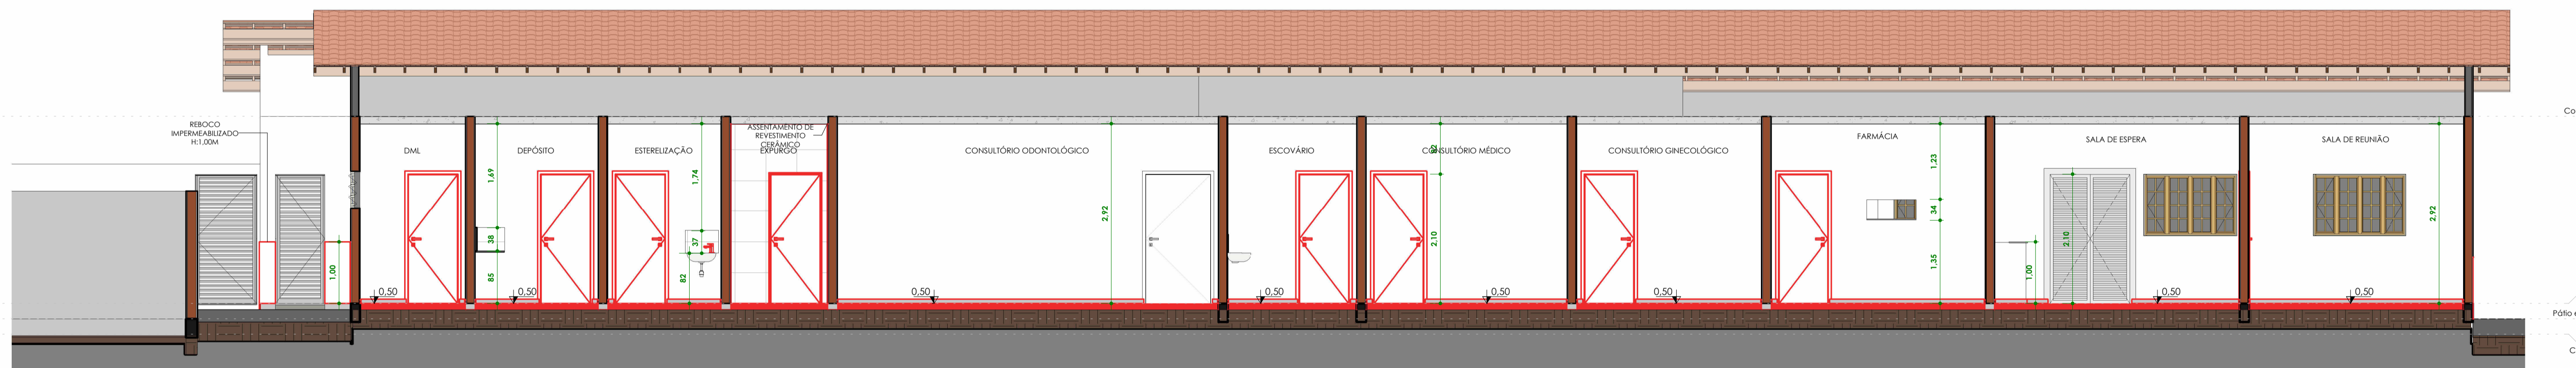 REBOCO
IMPERMEABILIZADO
H:1,00M
1,00
DML
0,50
DEPÓSITO
1,69
38
85
0,50
ESTERELIZAÇÃO
1,74
37
82
ASSENTAMENTO DE
REVESTIMENTO
CERÂMICO
EXPURGO
CONSULTÓRIO ODONTOLÓGICO
2,92
0,50
ESCOVÁRIO
0,50
CONSULTÓRIO MÉDICO
82
2,10
0,50
CONSULTÓRIO GINECOLÓGICO
0,50
FARMÁCIA
1,23
34
1,35
SALA DE ESPERA
1,00
2,10
0,50
SALA DE REUNIÃO
2,92
0,50
Co
Pátio e
C